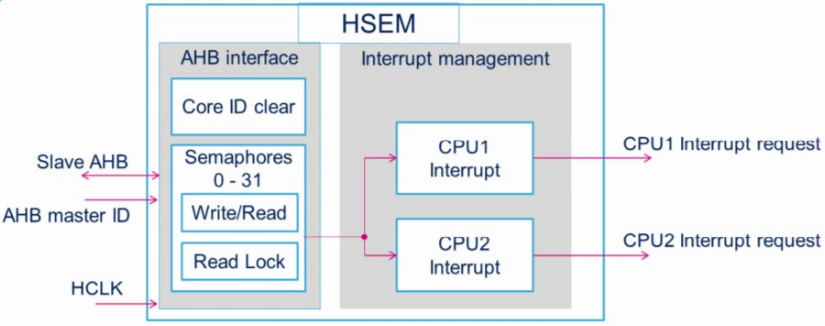 HSEM
AHB interface
Interrupt management
Core ID clear
Slave AHB
AHB master ID
HCLK
Semaphores
0 - 31
Write/Read
Read Lock
CPU1
Interrupt
CPU2
Interrupt
CPU1 Interrupt request
CPU2 Interrupt request